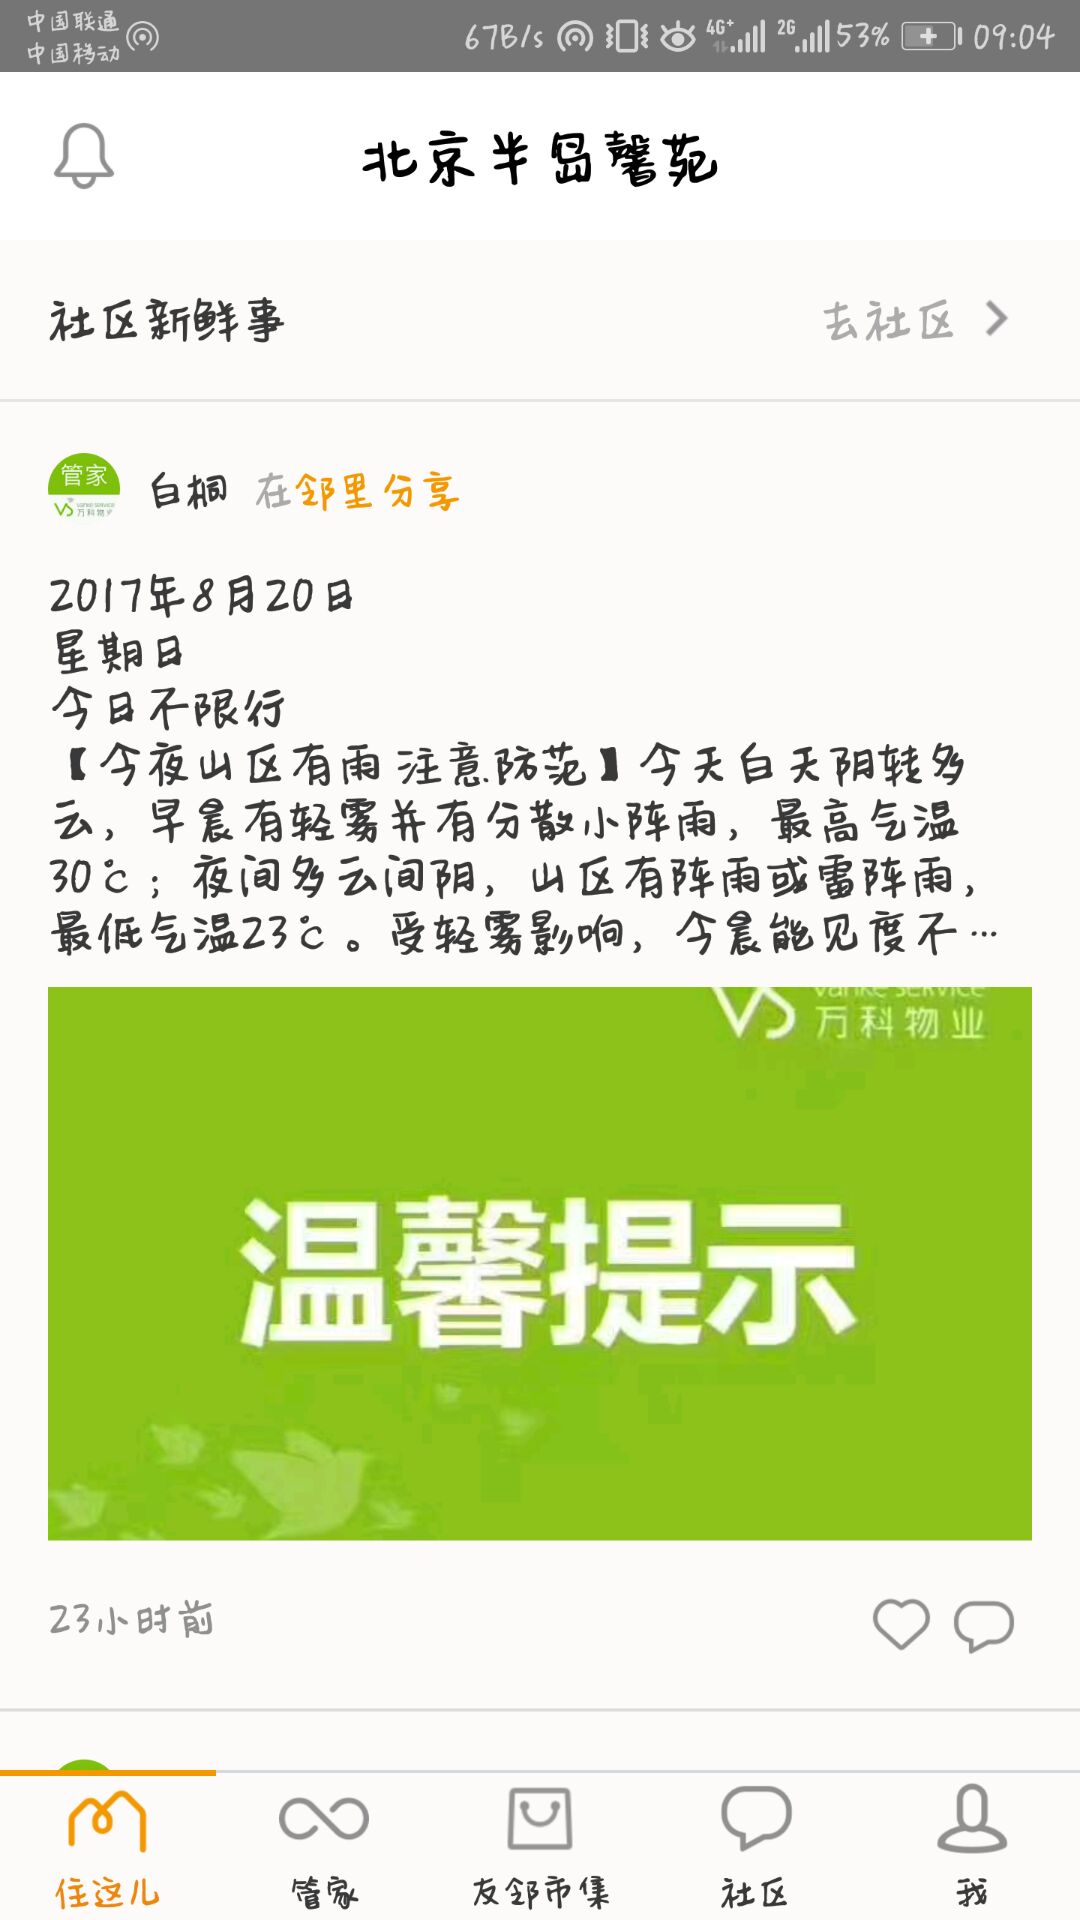 中国联通
中国移动
67B/s 4G+ 2G 53% 09:04
北京半岛馨苑
社区新鲜事 去社区
管家
万科物业
白桐 在邻里分享
2017年8月20日
星期日
今日不限行
【今夜山区有雨 注意防范】今天白天阴转多
云，早晨有轻雾并有分散小阵雨，最高气温
30℃；夜间多云间阴，山区有阵雨或雷阵雨，
最低气温23℃。受轻雾影响，今晨能见度不…
vanke service
万科物业
温馨提示
23小时前
住这儿 管家 友邻市集 社区 我